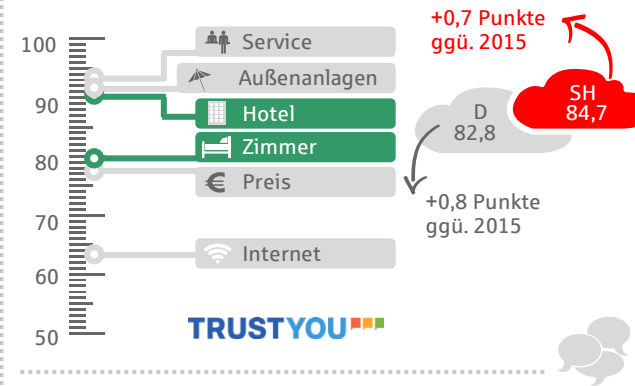 +0,7 Punkte
ggü. 2015
100
90
80
70
60
50
Service
Außenanlagen
Hotel
Zimmer
Preis
Internet
SH
84,7
D
82,8
+0,8 Punkte
ggü. 2015
TRUSTYOU